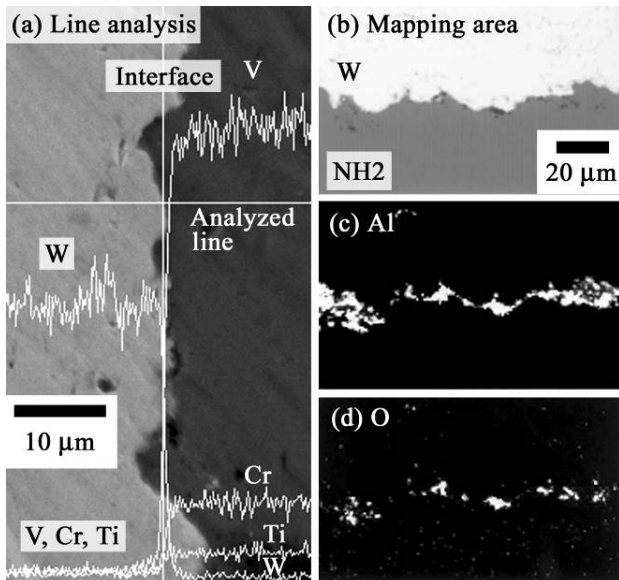 (a) Line analysis
Interface
V
Analyzed
line
W
10 µm
Cr
Ti
V, Cr, Ti
W
(b) Mapping area
W
NH2
20 µm
(c) Al
(d) O